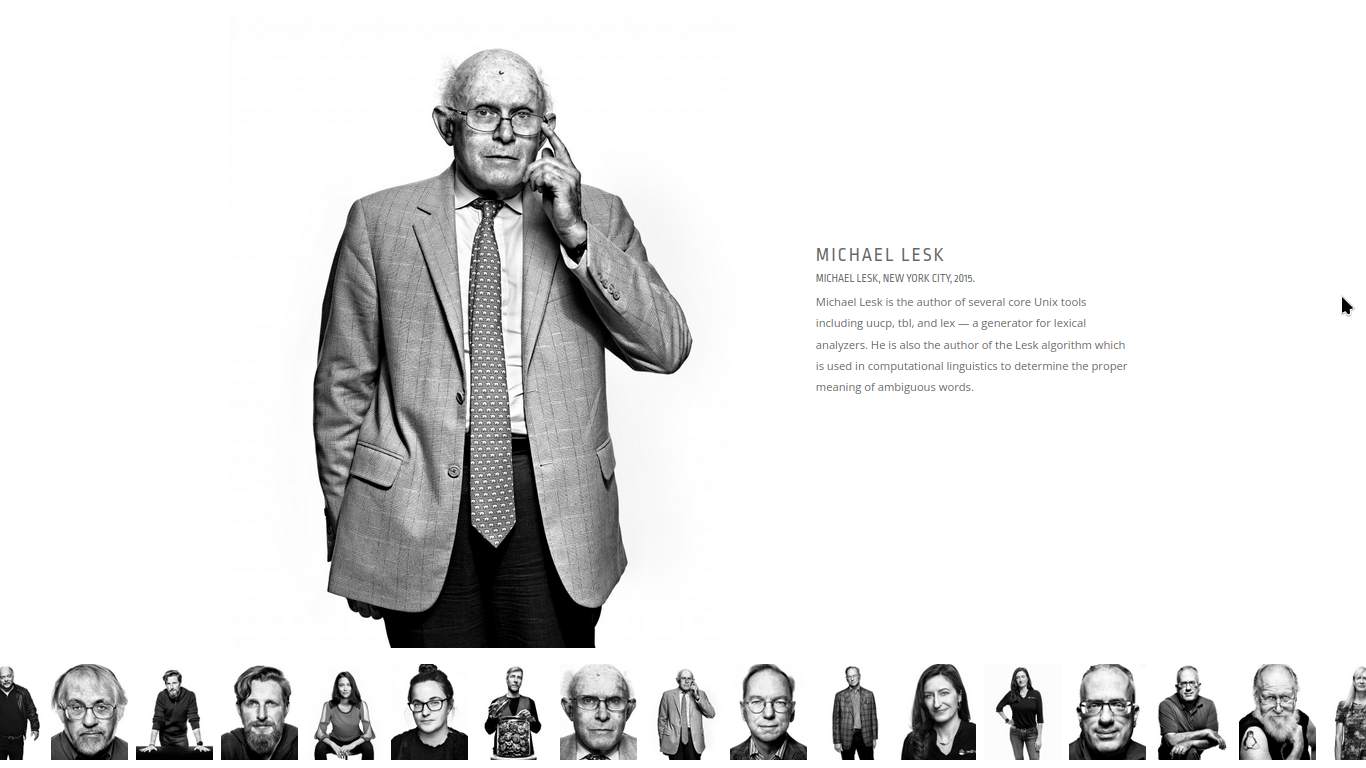 MICHAEL LESK
MICHAEL LESK, NEW YORK CITY, 2015.
Michael Lesk is the author of several core Unix tools
including uucp, tbl, and lex — a generator for lexical
analyzers. He is also the author of the Lesk algorithm which
is used in computational linguistics to determine the proper
meaning of ambiguous words.